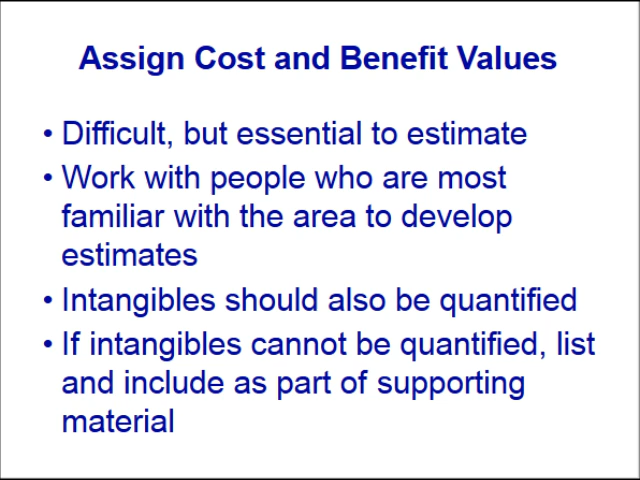 Assign Cost and Benefit Values
• Difficult, but essential to estimate
• Work with people who are most
familiar with the area to develop
estimates
• Intangibles should also be quantified
• If intangibles cannot be quantified, list
and include as part of supporting
material